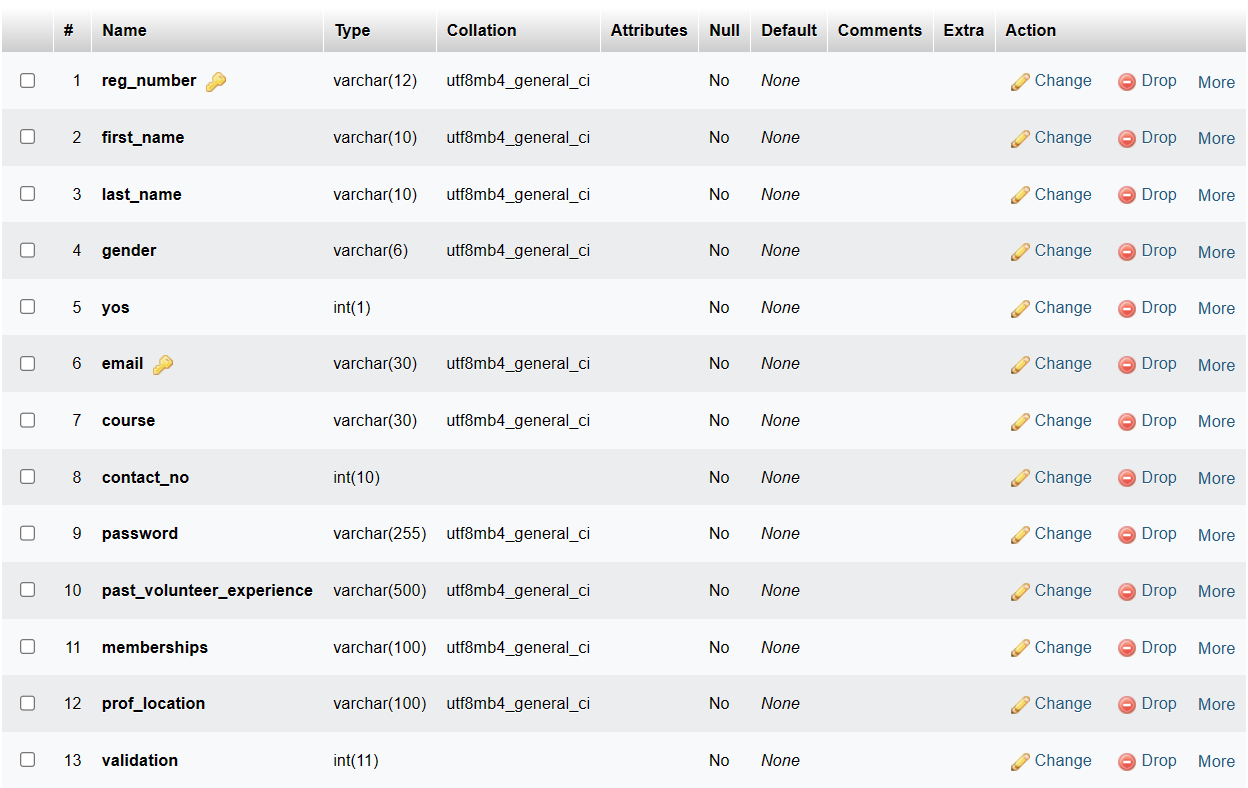 # Name Type Collation Attributes Null Default Comments Extra Action
1 reg_number varchar(12) utf8mb4_general_ci No None Change Drop More
2 first_name varchar(10) utf8mb4_general_ci No None Change Drop More
3 last_name varchar(10) utf8mb4_general_ci No None Change Drop More
4 gender varchar(6) utf8mb4_general_ci No None Change Drop More
5 yos int(1) No None Change Drop More
6 email varchar(30) utf8mb4_general_ci No None Change Drop More
7 course varchar(30) utf8mb4_general_ci No None Change Drop More
8 contact_no int(10) No None Change Drop More
9 password varchar(255) utf8mb4_general_ci No None Change Drop More
10 past_volunteer_experience varchar(500) utf8mb4_general_ci No None Change Drop More
11 memberships varchar(100) utf8mb4_general_ci No None Change Drop More
12 prof_location varchar(100) utf8mb4_general_ci No None Change Drop More
13 validation int(11) No None Change Drop More